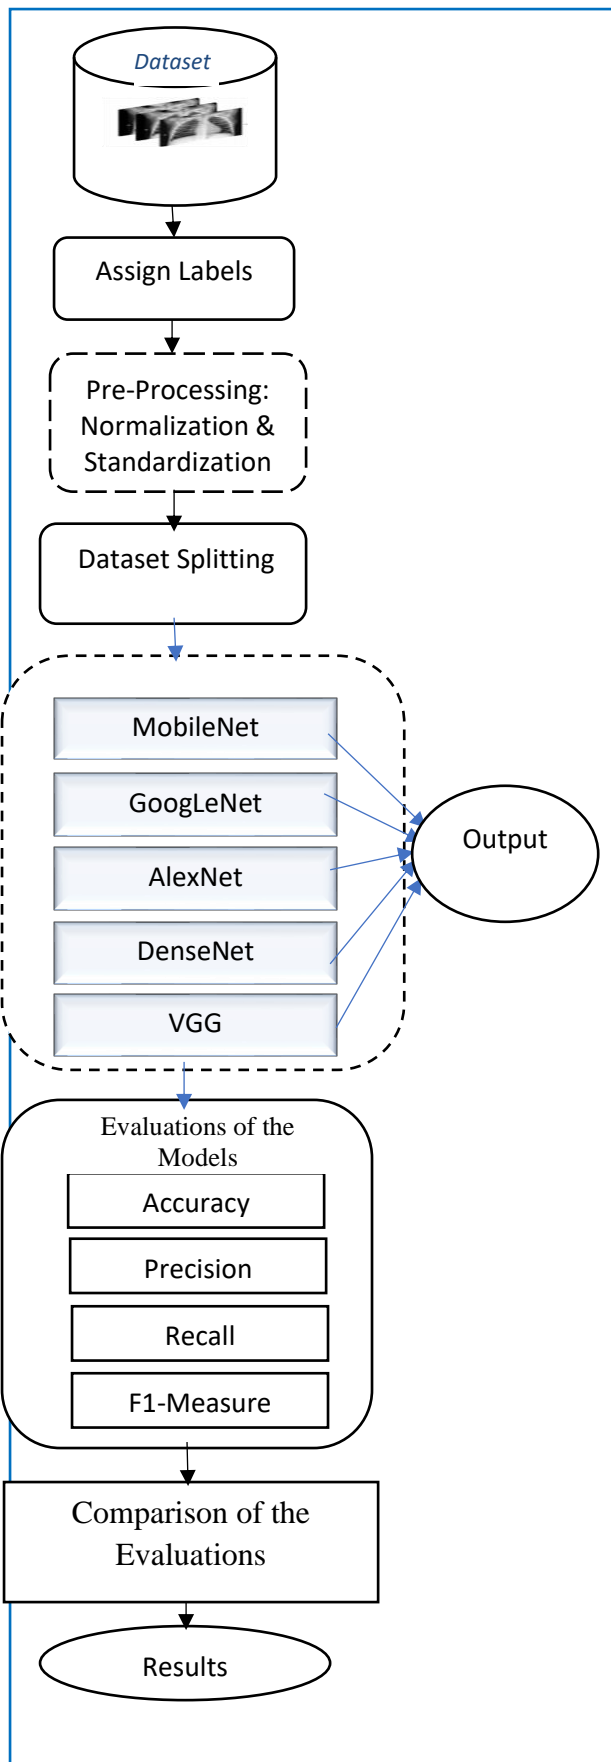 Dataset
Assign Labels
Pre-Processing:
Normalization &
Standardization
Dataset Splitting
MobileNet
GoogLeNet
AlexNet
DenseNet
VGG
Output
Evaluations of the
Models
Accuracy
Precision
Recall
F1-Measure
Comparison of the
Evaluations
Results